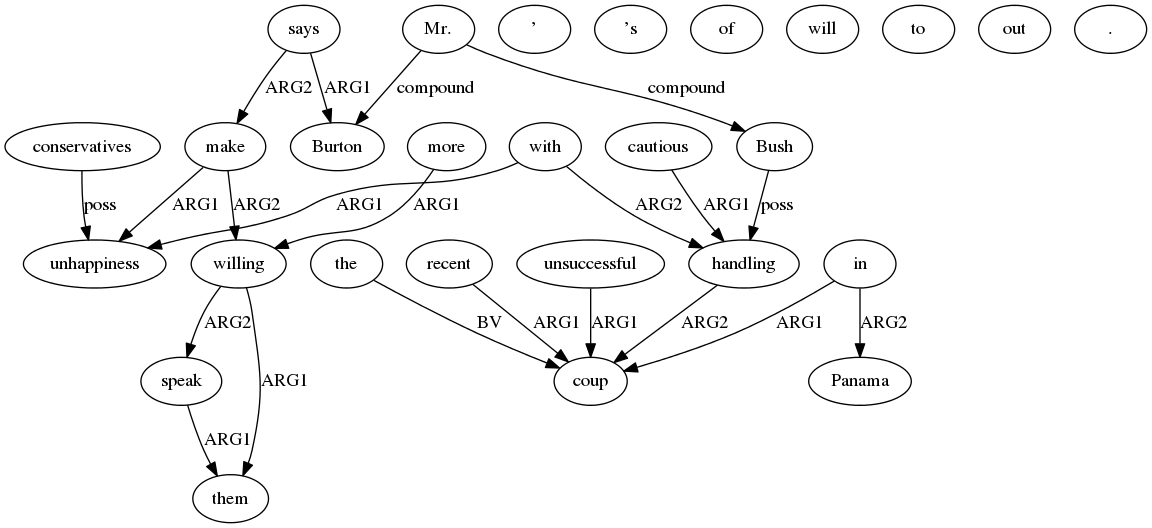 says Mr. ' 's of will to out .
ARG2 ARG1 compound compound
conservatives make Burton more with cautious Bush
poss ARG1 ARG2 ARG1 ARG1 ARG2 ARG1 poss
unhappiness willing the recent unsuccessful handling in
ARG2 ARG1 BV ARG1 ARG1 ARG2 ARG1 ARG2
speak coup Panama
ARG1
them